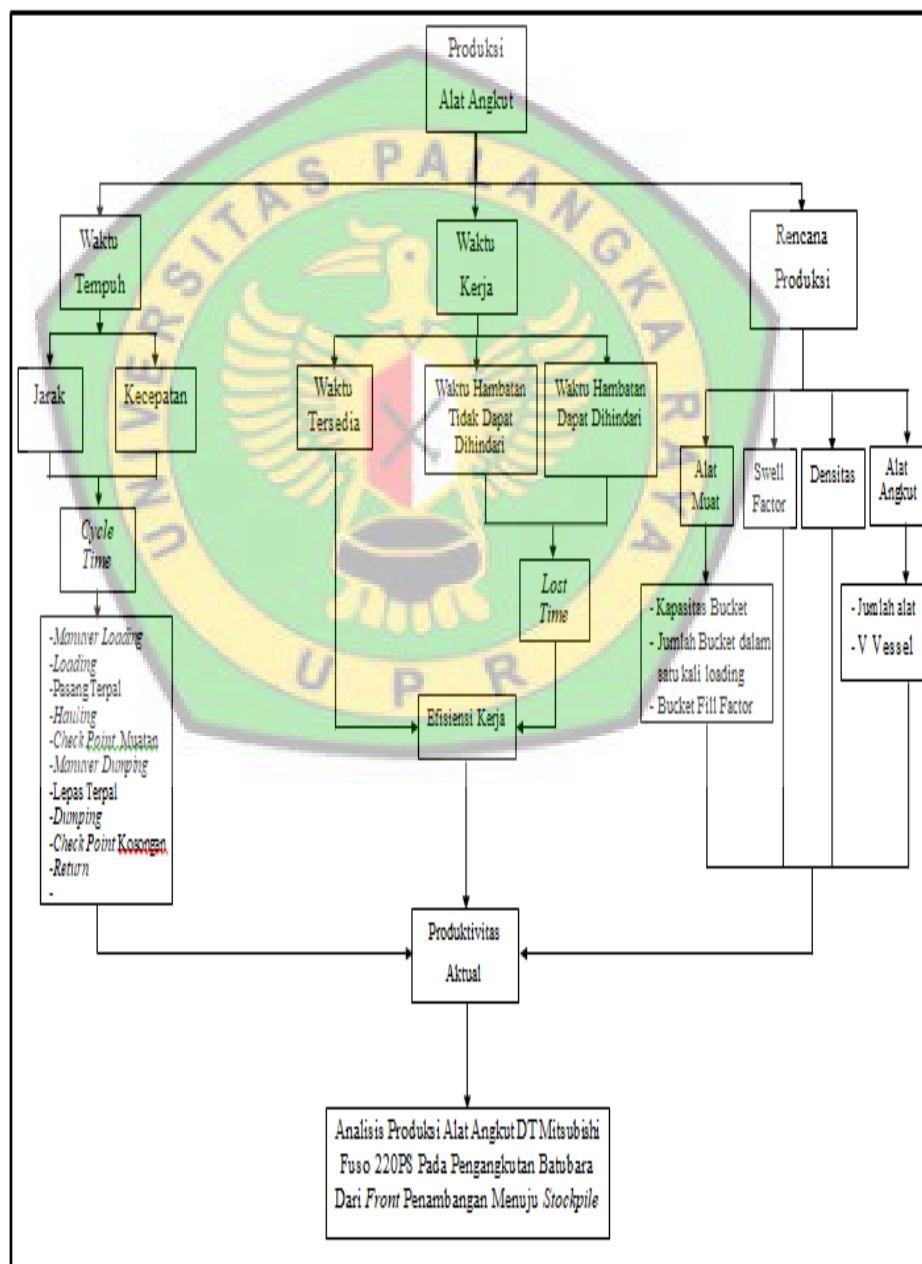 Produksi
Alat Angkut
UNIVERSITAS PALANGKA RAYA
UPR
Waktu
Tempuh
Waktu
Kerja
Rencana
Produksi
Jarak
Kecepatan
Waktu
Tersedia
Waktu Hambatan
Tidak Dapat
Dihindari
Waktu Hambatan
Dapat Dihindari
Alat
Muat
Swell
Factor
Densitas
Alat
Angkut
Cycle
Time
Lost
Time
-Manuver Loading
-Loading
-Pasang Terpal
-Hauling
-Check Point Muatan
-Manuver Dumping
-Lepas Terpal
-Dumping
-Check Point Kosongan
-Return
-
- Kapasitas Bucket
- Jumlah Bucket dalam
satu kali loading
- Bucket Fill Factor
- Jumlah alat
- V Vessel
Efisiensi Kerja
Produktivitas
Aktual
Analisis Produksi Alat Angkut DT Mitsubishi
Fuso 220PS Pada Pengangkutan Batubara
Dari Front Penambangan Menuju Stockpile